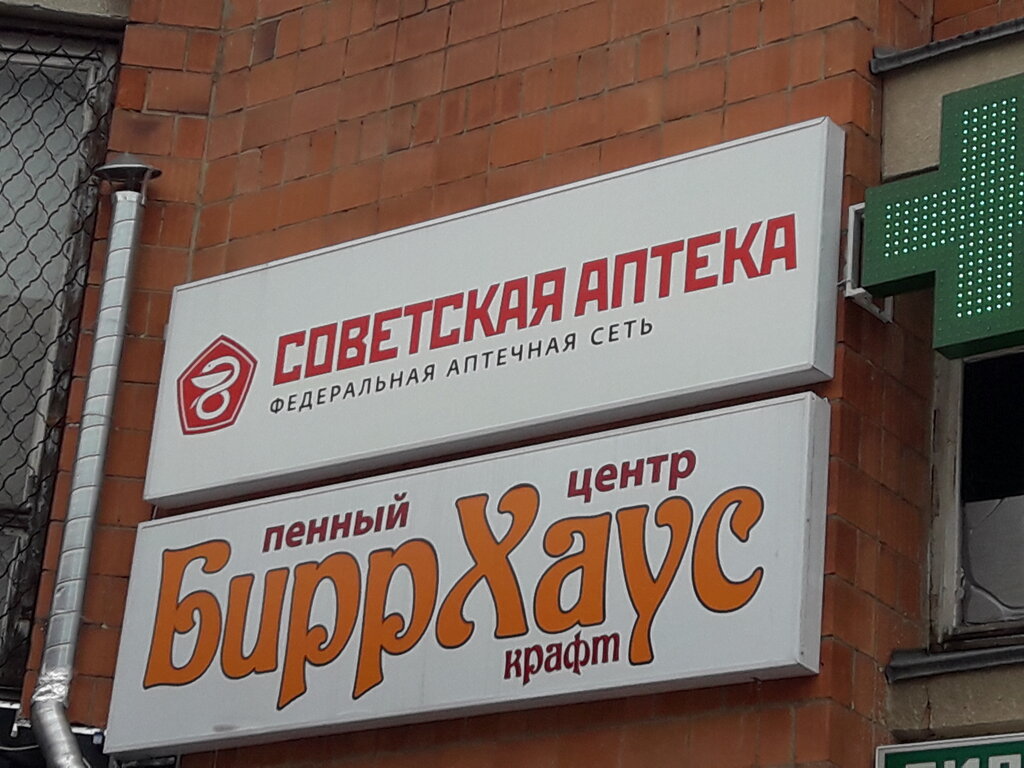 СОВЕТСКАЯ АПТЕКА
ФЕДЕРАЛЬНАЯ АПТЕЧНАЯ СЕТЬ
пенный центр
БиррХаус
крафт